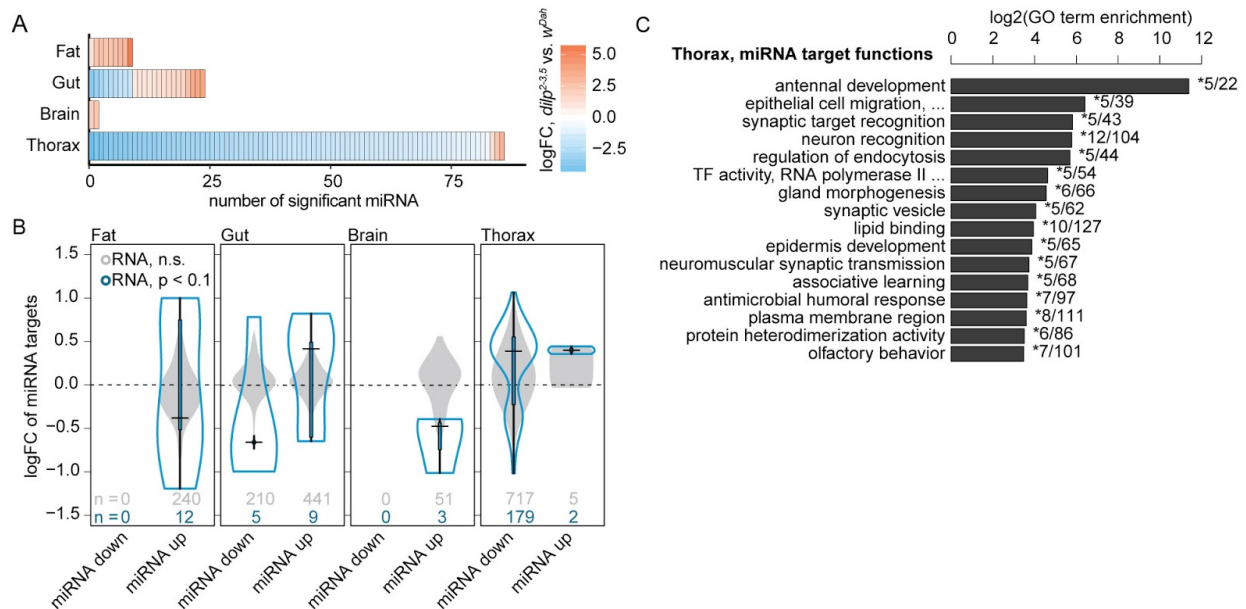 A
Fat
Gut
Brain
Thorax
0
25
50
75
number of significant miRNA
logFC, dilp2-3,5 vs. wDah
5.0
2.5
0.0
−2.5
B
Fat
Gut
Brain
Thorax
RNA, n.s.
RNA, p < 0.1
logFC of miRNA targets
1.5
1.0
0.5
0.0
−0.5
−1.0
−1.5
n = 0 240 210 441 0 51 717 5
n = 0 12 5 9 0 3 179 2
miRNA down
miRNA up
miRNA down
miRNA up
miRNA down
miRNA up
miRNA down
miRNA up
C
log2(GO term enrichment)
0 2 4 6 8 10 12
Thorax, miRNA target functions
antennal development *5/22
epithelial cell migration, ... *5/39
synaptic target recognition *5/43
neuron recognition *12/104
regulation of endocytosis *5/44
TF activity, RNA polymerase II ... *5/54
gland morphogenesis *6/66
synaptic vesicle *5/62
lipid binding *10/127
epidermis development *5/65
neuromuscular synaptic transmission *5/67
associative learning *5/68
antimicrobial humoral response *7/97
plasma membrane region *8/111
protein heterodimerization activity *6/86
olfactory behavior *7/101